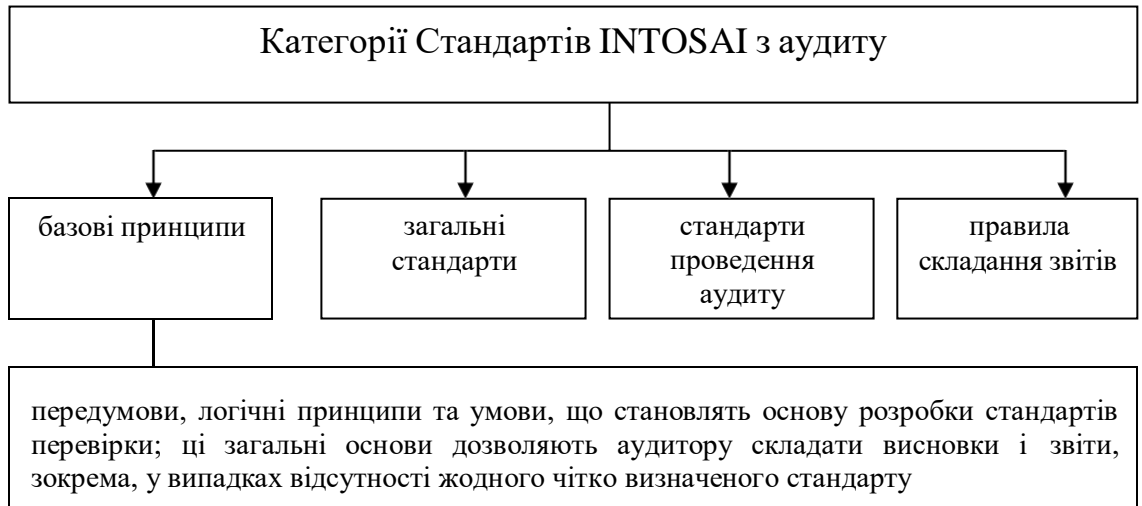 Категорії Стандартів INTOSAI з аудиту
базові принципи
загальні
стандарти
стандарти
проведення
аудиту
правила
складання звітів
передумови, логічні принципи та умови, що становлять основу розробки стандартів
перевірки; ці загальні основи дозволяють аудитору складати висновки і звіти,
зокрема, у випадках відсутності жодного чітко визначеного стандарту